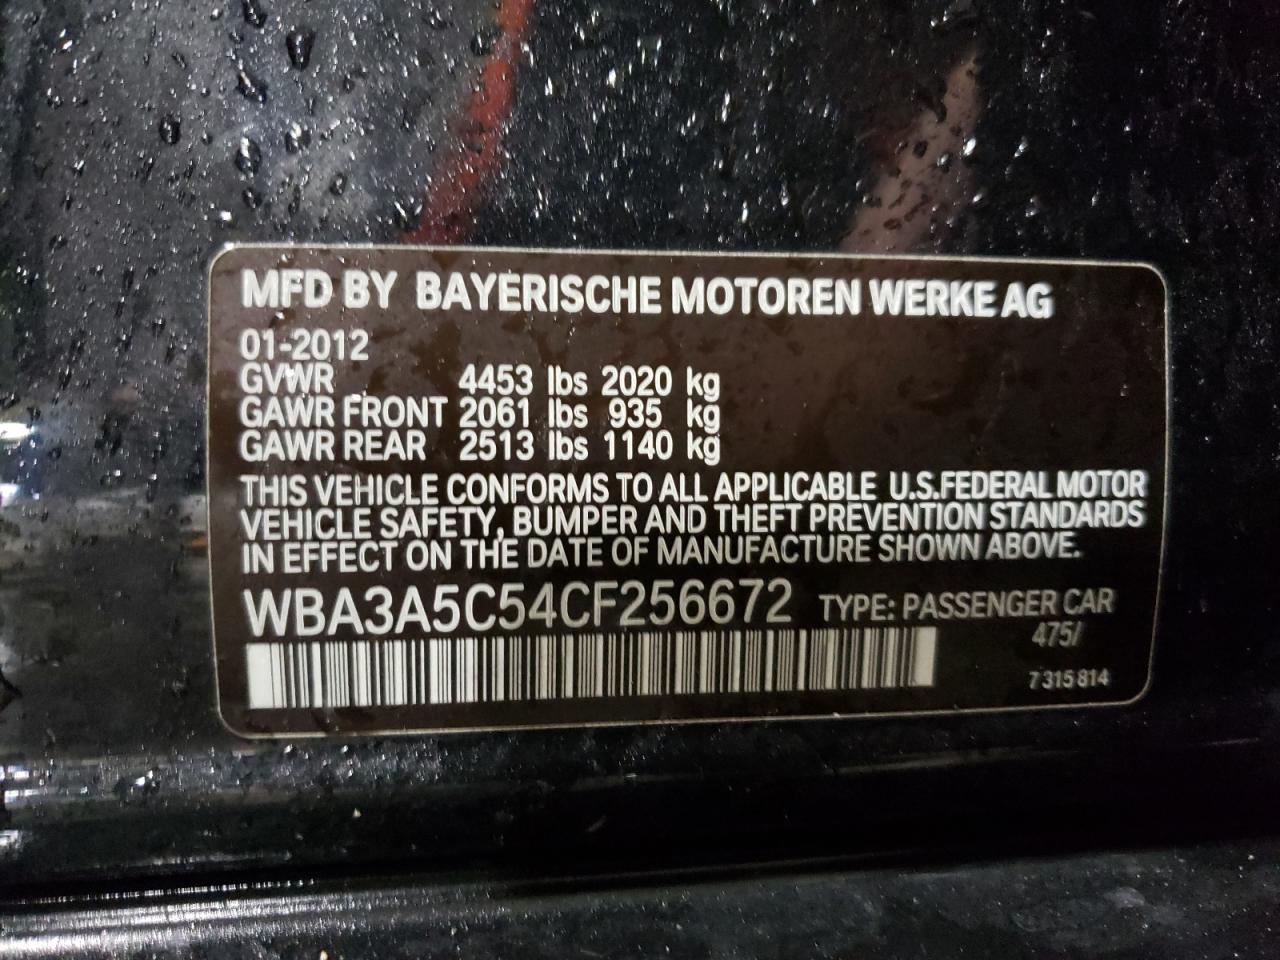 MFD BY BAYERISCHE MOTOREN WERKE AG
01-2012
GVWR 4453 lbs 2020 kg
GAWR FRONT 2061 lbs 935 kg
GAWR REAR 2513 lbs 1140 kg
THIS VEHICLE CONFORMS TO ALL APPLICABLE U.S.FEDERAL MOTOR
VEHICLE SAFETY, BUMPER AND THEFT PREVENTION STANDARDS
IN EFFECT ON THE DATE OF MANUFACTURE SHOWN ABOVE.
WBA3A5C54CF256672 TYPE: PASSENGER CAR
475/
7 315 814